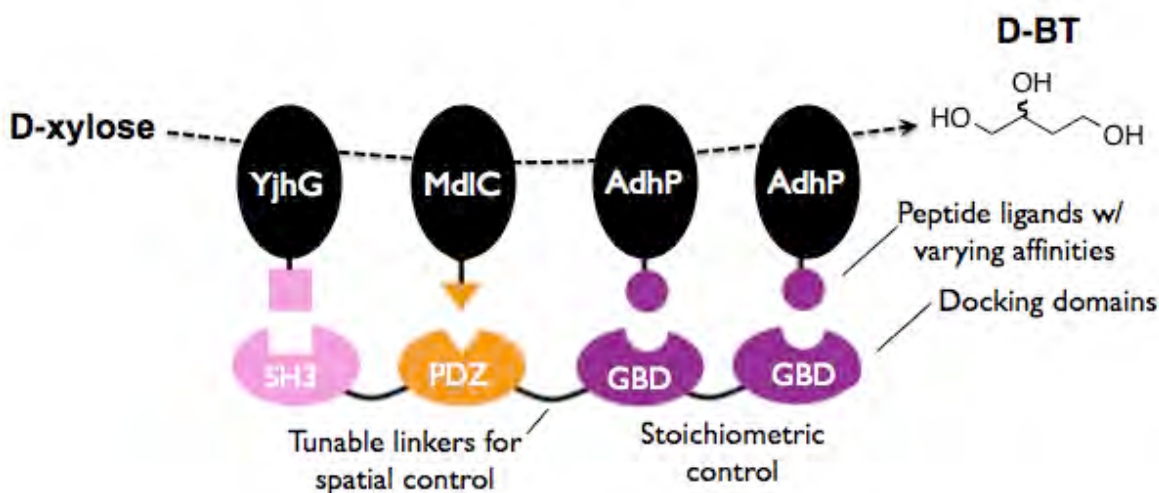 D-BT
OH
HO
OH
D-xylose
YjhG
MdlC
AdhP
AdhP
Peptide ligands w/
varying affinities
Docking domains
SH3
PDZ
GBD
GBD
Tunable linkers for
spatial control
Stoichiometric
control